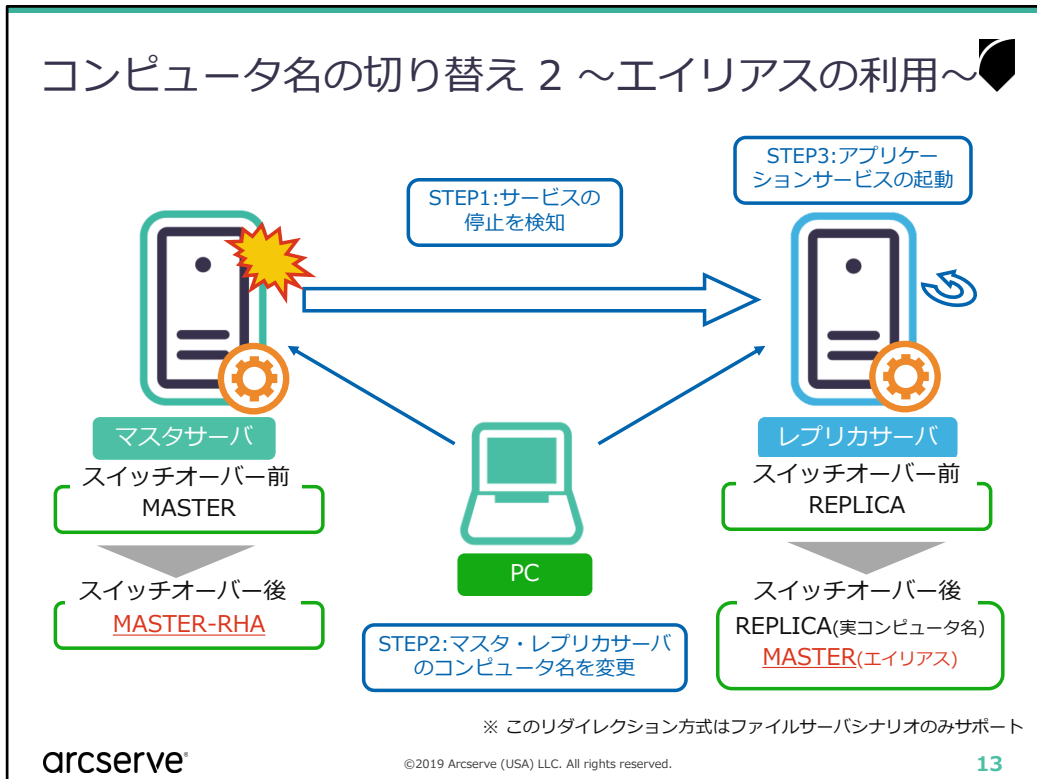 コンピュータ名の切り替え 2 ～エイリアスの利用～
STEP3:アプリケー
ションサービスの起動
STEP1:サービスの
停止を検知
マスタサーバ
レプリカサーバ
スイッチオーバー前
MASTER
スイッチオーバー前
REPLICA
PC
スイッチオーバー後
MASTER-RHA
スイッチオーバー後
REPLICA(実コンピュータ名)
MASTER(エイリアス)
STEP2:マスタ・レプリカサーバ
のコンピュータ名を変更
※ このリダイレクション方式はファイルサーバシナリオのみサポート
arcserve®
©2019 Arcserve (USA) LLC. All rights reserved.
13